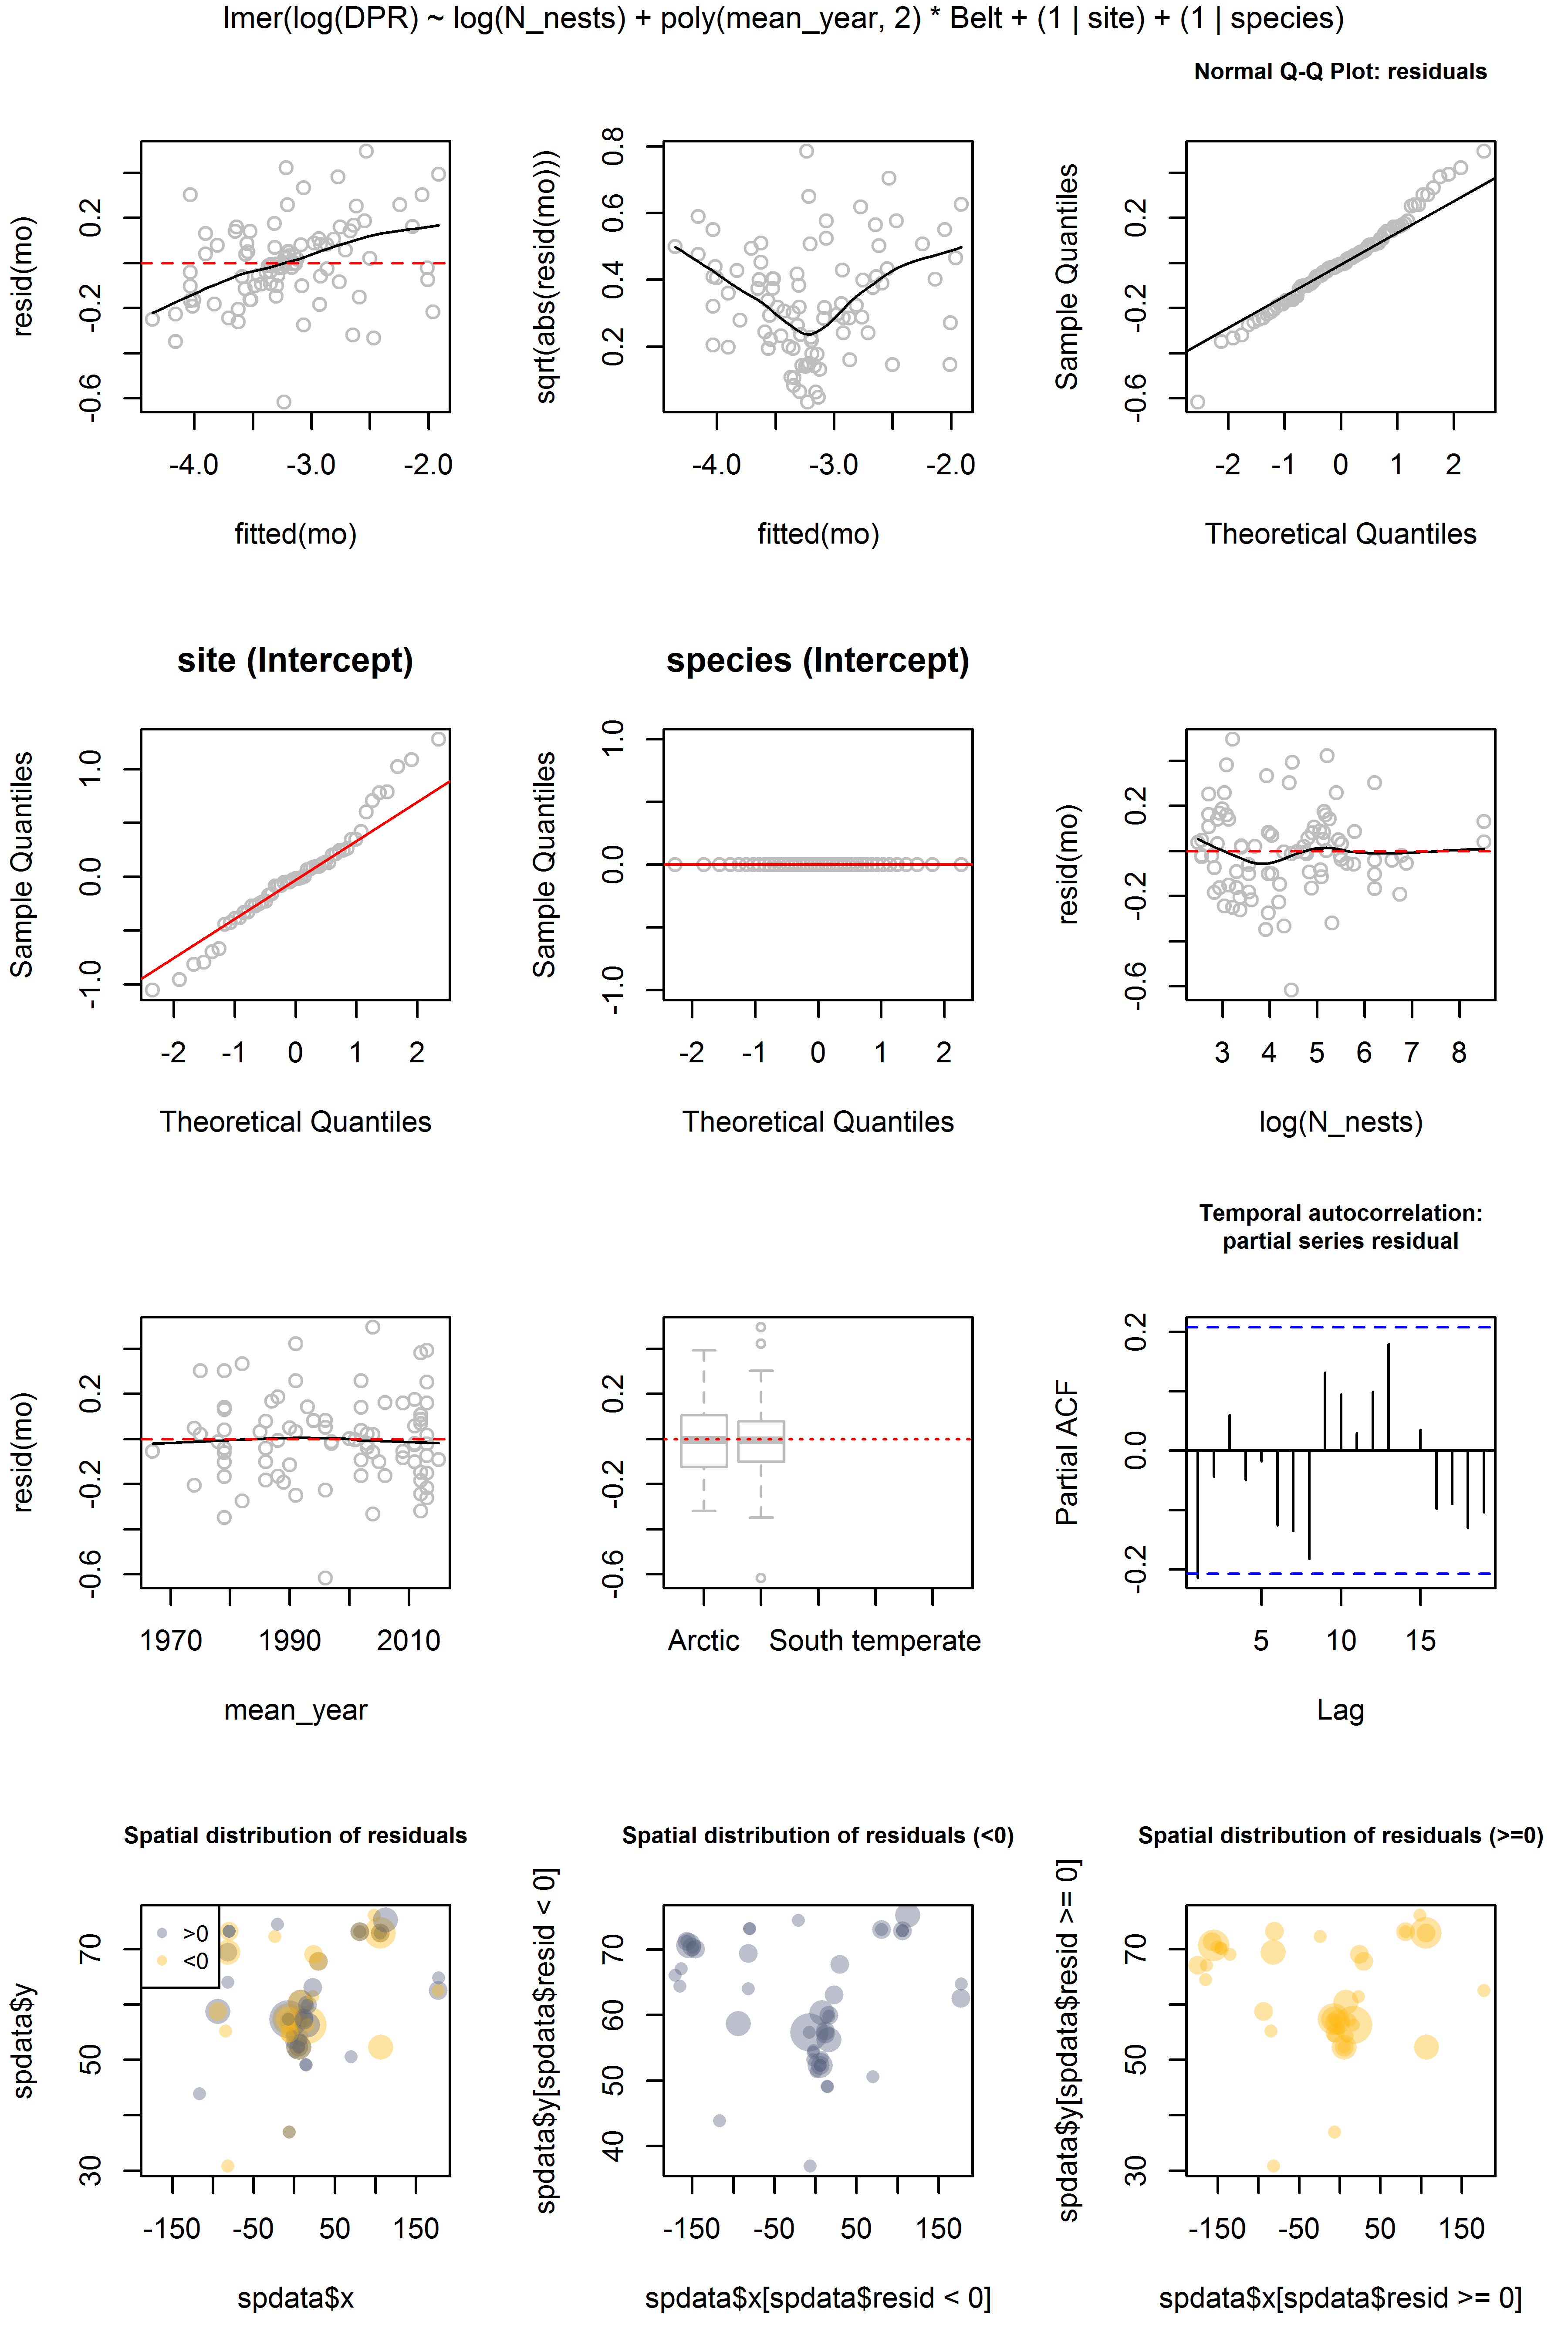 lmer(log(DPR) ~ log(N_nests) + poly(mean_year, 2) * Belt + (1 | site) + (1 | species)
resid(mo)
0.2
-0.2
-0.6
-4.0 -3.0 -2.0
fitted(mo)
sqrt(abs(resid(mo)))
0.8
0.6
0.4
0.2
-4.0 -3.0 -2.0
fitted(mo)
Normal Q-Q Plot: residuals
Sample Quantiles
0.2
-0.2
-0.6
-2 -1 0 1 2
Theoretical Quantiles
site (Intercept)
Sample Quantiles
1.0
0.0
-1.0
-2 -1 0 1 2
Theoretical Quantiles
species (Intercept)
Sample Quantiles
1.0
0.0
-1.0
-2 -1 0 1 2
Theoretical Quantiles
resid(mo)
0.2
-0.2
-0.6
3 4 5 6 7 8
log(N_nests)
resid(mo)
0.2
-0.2
-0.6
1970 1990 2010
mean_year
0.2
-0.2
-0.6
Arctic South temperate
Temporal autocorrelation:
partial series residual
Partial ACF
0.2
0.0
-0.2
5 10 15
Lag
Spatial distribution of residuals
spdata$y
70
50
30
>0
<0
-150 -50 50 150
spdata$x
Spatial distribution of residuals (<0)
spdata$y[spdata$resid < 0]
70
60
50
40
-150 -50 50 150
spdata$x[spdata$resid < 0]
Spatial distribution of residuals (>=0)
spdata$y[spdata$resid >= 0]
70
50
30
-150 -50 50 150
spdata$x[spdata$resid >= 0]